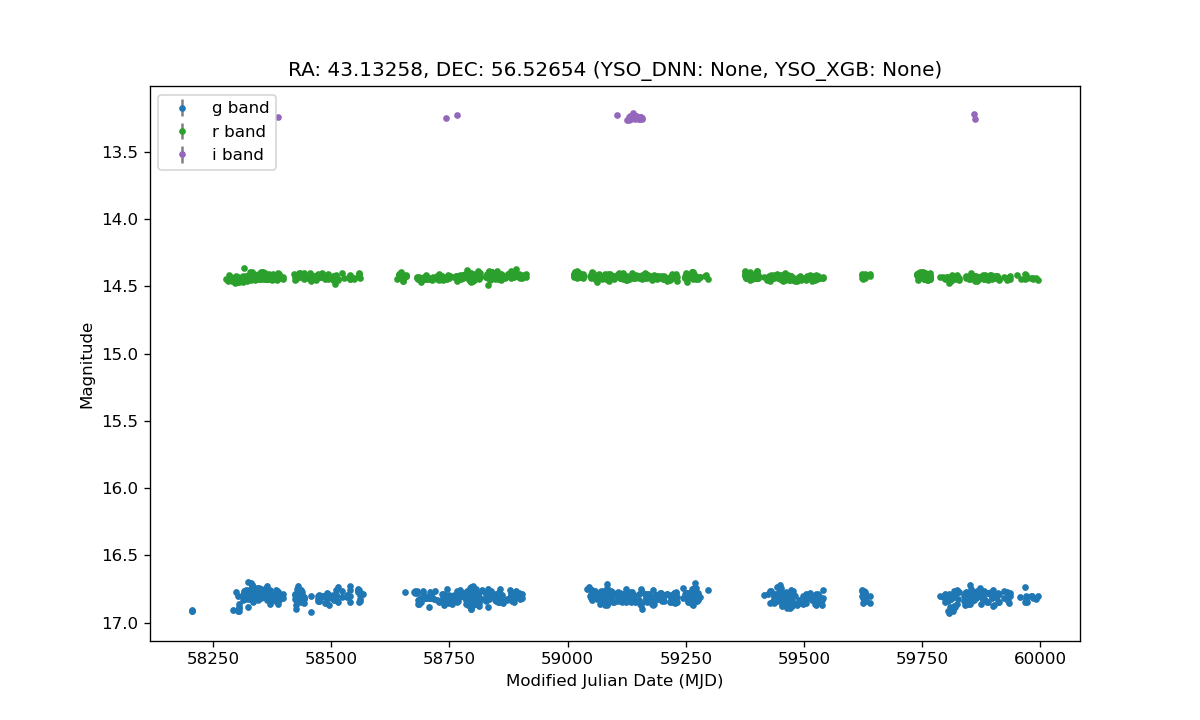 RA: 43.13258, DEC: 56.52654 (YSO_DNN: None, YSO_XGB: None)
g band
r band
i band
13.5
14.0
14.5
15.0
15.5
16.0
16.5
17.0
Magnitude
58250 58500 58750 59000 59250 59500 59750 60000
Modified Julian Date (MJD)